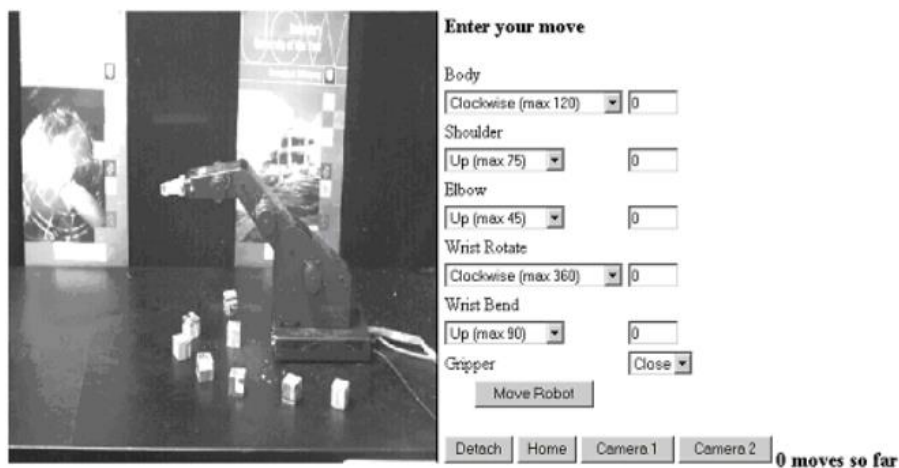 Enter your move
Body
Clockwise (max 120) 0
Shoulder
Up (max 75) 0
Elbow
Up (max 45) 0
Wrist Rotate
Clockwise (max 360) 0
Wrist Bend
Up (max 90) 0
Gripper Close
Move Robot
Detach Home Camera 1 Camera 2 0 moves so far